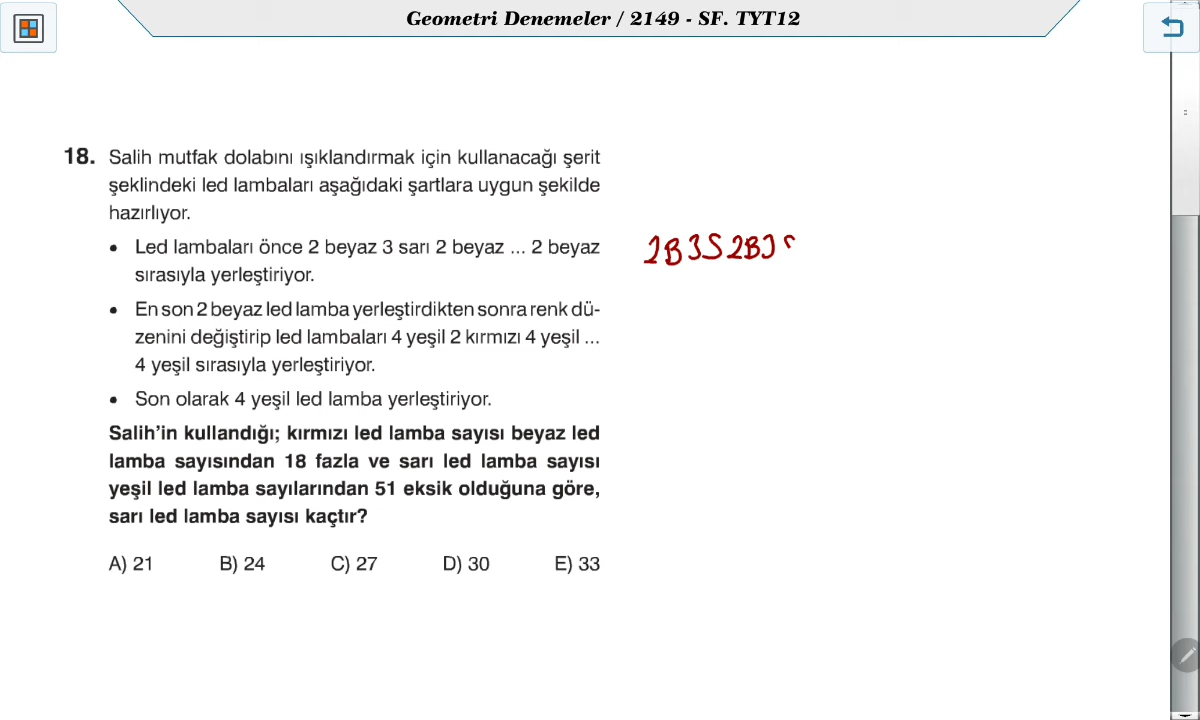 Geometri Denemeler / 2149 - SF. TYT12
18. Salih mutfak dolabını ışıklandırmak için kullanacağı şerit
şeklindeki led lambaları aşağıdaki şartlara uygun şekilde
hazırlıyor.
• Led lambaları önce 2 beyaz 3 sarı 2 beyaz ... 2 beyaz
sırasıyla yerleştiriyor.
• En son 2 beyaz led lamba yerleştirdikten sonra renk dü-
zenini değiştirip led lambaları 4 yeşil 2 kırmızı 4 yeşil ...
4 yeşil sırasıyla yerleştiriyor.
• Son olarak 4 yeşil led lamba yerleştiriyor.
Salih'in kullandığı; kırmızı led lamba sayısı beyaz led
lamba sayısından 18 fazla ve sarı led lamba sayısı
yeşil led lamba sayılarından 51 eksik olduğuna göre,
sarı led lamba sayısı kaçtır?
A) 21 B) 24 C) 27 D) 30 E) 33
2B 3S 2B3